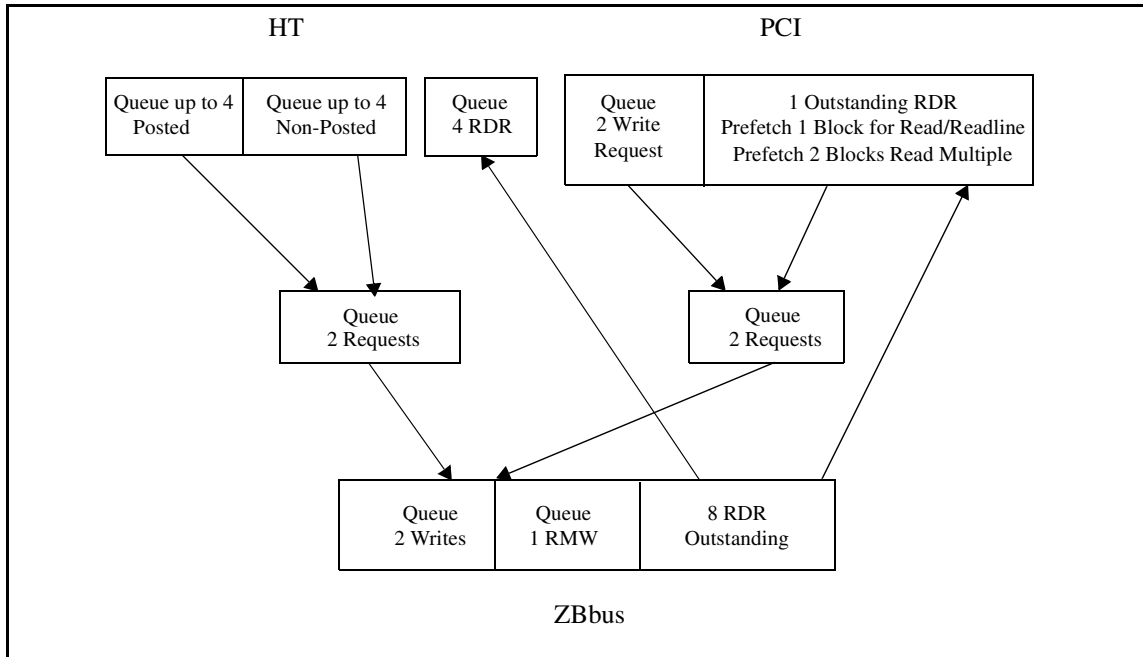 HT
PCI
Queue up to 4
Posted
Queue up to 4
Non-Posted
Queue
4 RDR
Queue
2 Write
Request
1 Outstanding RDR
Prefetch 1 Block for Read/Readline
Prefetch 2 Blocks Read Multiple
Queue
2 Requests
Queue
2 Requests
Queue
2 Writes
Queue
1 RMW
8 RDR
Outstanding
ZBbus